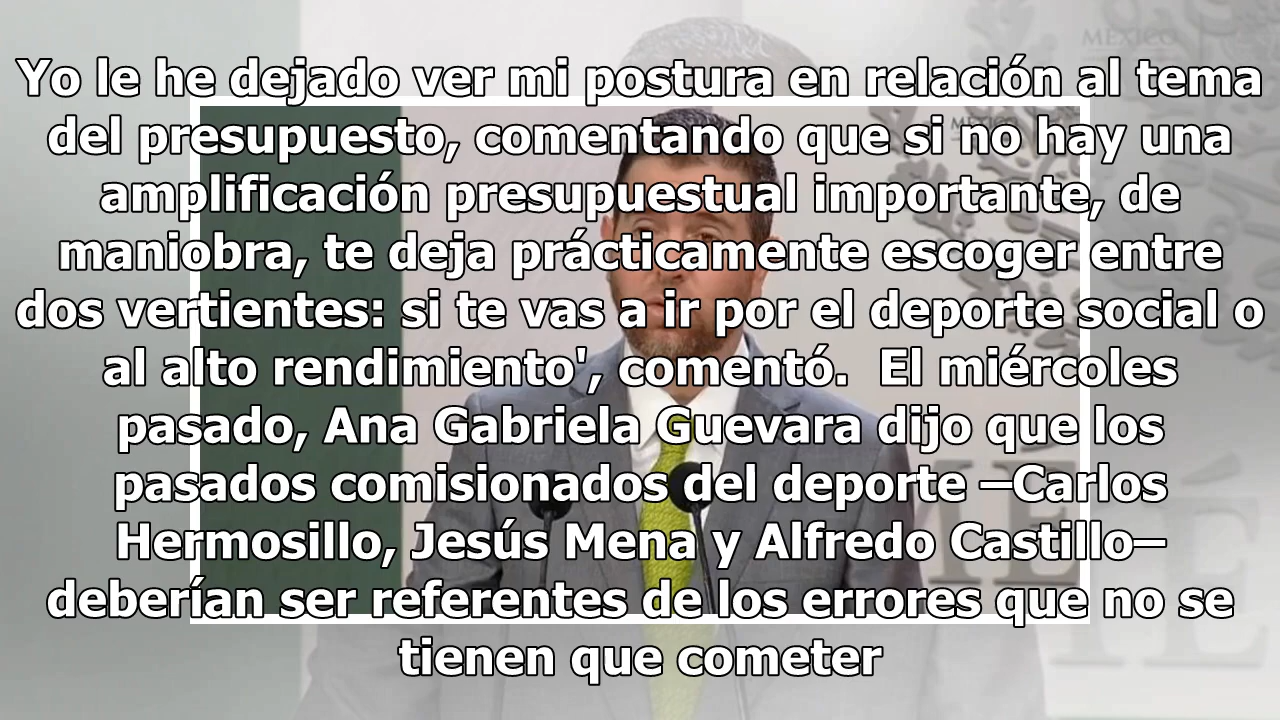 MÉXICO
Yo le he dejado ver mi postura en relación al tema
del presupuesto, comentando que si no hay una
amplificación presupuestual importante, de
maniobra, te deja prácticamente escoger entre
dos vertientes: si te vas a ir por el deporte social o
al alto rendimiento', comentó.  El miércoles
pasado, Ana Gabriela Guevara dijo que los
pasados comisionados del deporte –Carlos
Hermosillo, Jesús Mena y Alfredo Castillo–
deberían ser referentes de los errores que no se
tienen que cometer